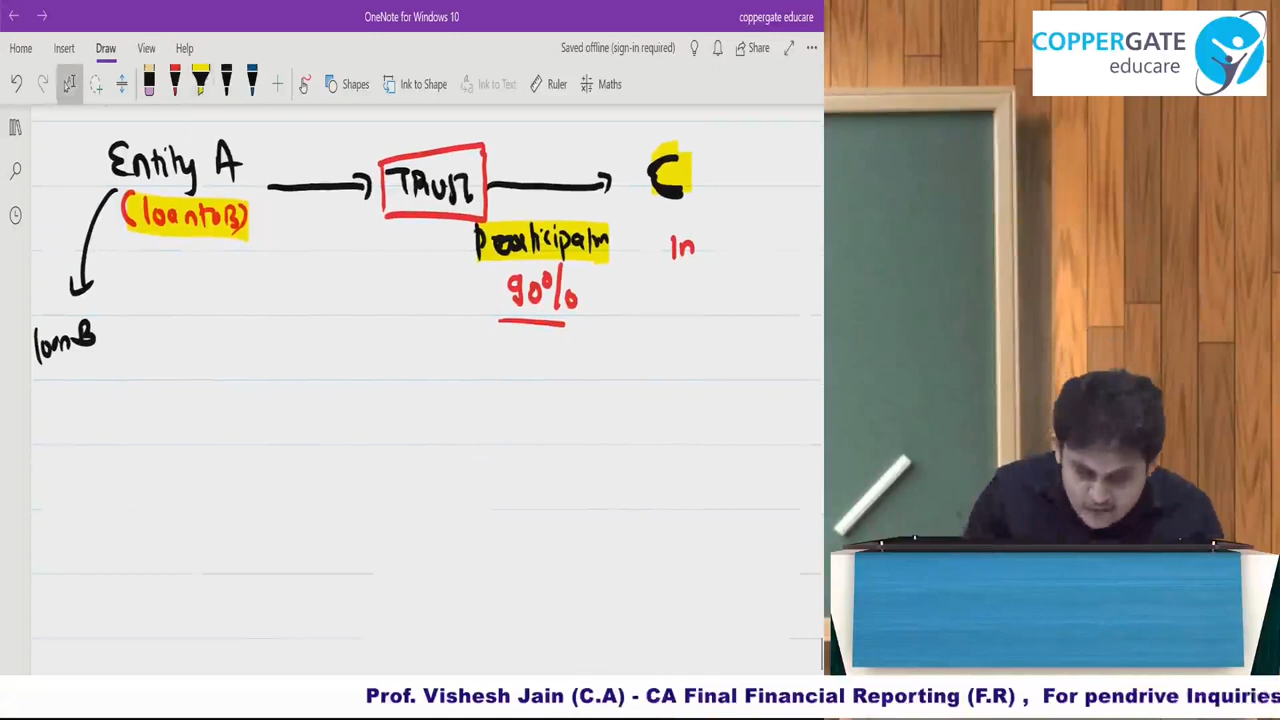 OneNote for Windows 10
coppergate educare
Home Insert Draw View Help
Saved offline (sign-in required)
Share
Shapes
Ink to Shape
Ink to Text
Ruler
Maths
COPPERGATE
educare
Entity A
TRUST
C
(loan to B)
In
90%
loan B
Prof. Vishesh Jain (C.A) - CA Final Financial Reporting (F.R) , For pendrive Inquiries